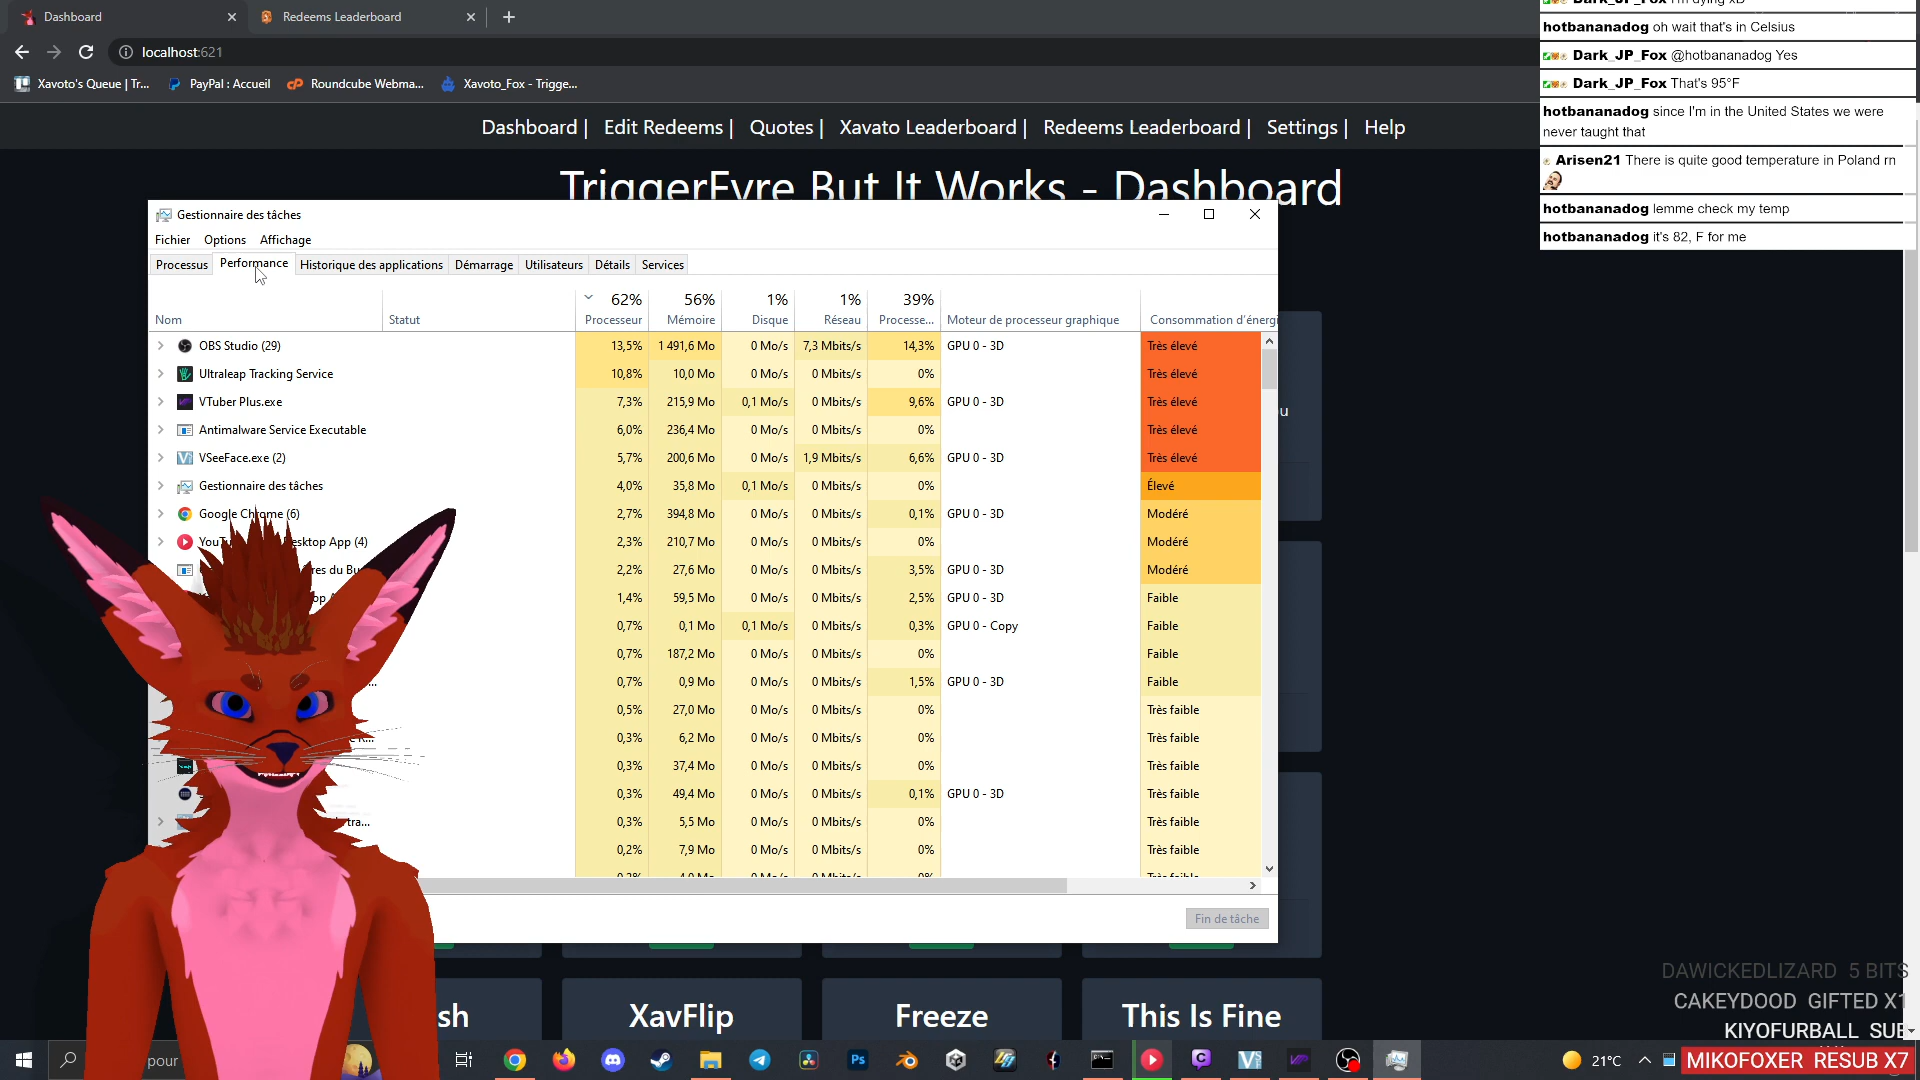 Dashboard
Redeems Leaderboard
localhost:621
Xavoto's Queue | Tr...
PayPal : Accueil
Roundcube Webma...
Xavoto_Fox - Trigge...
Dashboard | Edit Redeems | Quotes | Xavato Leaderboard | Redeems Leaderboard | Settings | Help
TriggerFyre But It Works - Dashboard
Gestionnaire des tâches
Fichier Options Affichage
Processus Performance Historique des applications Démarrage Utilisateurs Détails Services
62% 56% 1% 1% 39%
Nom Statut Processeur Mémoire Disque Réseau Processe... Moteur de processeur graphique Consommation d'énergi
OBS Studio (29) 13,5% 1 491,6 Mo 0 Mo/s 7,3 Mbits/s 14,3% GPU 0 - 3D Très élevé
Ultraleap Tracking Service 10,8% 10,0 Mo 0 Mo/s 0 Mbits/s 0% Très élevé
VTuber Plus.exe 7,3% 215,9 Mo 0,1 Mo/s 0 Mbits/s 9,6% GPU 0 - 3D Très élevé
Antimalware Service Executable 6,0% 236,4 Mo 0 Mo/s 0 Mbits/s 0% Très élevé
VSeeFace.exe (2) 5,7% 200,6 Mo 0 Mo/s 1,9 Mbits/s 6,6% GPU 0 - 3D Très élevé
Gestionnaire des tâches 4,0% 35,8 Mo 0,1 Mo/s 0 Mbits/s 0% Élevé
Google Chrome (6) 2,7% 394,8 Mo 0 Mo/s 0 Mbits/s 0,1% GPU 0 - 3D Modéré
You esktop App (4) 2,3% 210,7 Mo 0 Mo/s 0 Mbits/s 0% Modéré
res du Bu 2,2% 27,6 Mo 0 Mo/s 0 Mbits/s 3,5% GPU 0 - 3D Modéré
1,4% 59,5 Mo 0 Mo/s 0 Mbits/s 2,5% GPU 0 - 3D Faible
0,7% 0,1 Mo 0,1 Mo/s 0 Mbits/s 0,3% GPU 0 - Copy Faible
0,7% 187,2 Mo 0 Mo/s 0 Mbits/s 0% Faible
0,7% 0,9 Mo 0 Mo/s 0 Mbits/s 1,5% GPU 0 - 3D Faible
0,5% 27,0 Mo 0 Mo/s 0 Mbits/s 0% Très faible
0,3% 6,2 Mo 0 Mo/s 0 Mbits/s 0% Très faible
0,3% 37,4 Mo 0 Mo/s 0 Mbits/s 0% Très faible
0,3% 49,4 Mo 0 Mo/s 0 Mbits/s 0,1% GPU 0 - 3D Très faible
tra... 0,3% 5,5 Mo 0 Mo/s 0 Mbits/s 0% Très faible
0,2% 7,9 Mo 0 Mo/s 0 Mbits/s 0% Très faible
Fin de tâche
sh
XavFlip
Freeze
This Is Fine
hotbananadog oh wait that's in Celsius
Dark_JP_Fox @hotbananadog Yes
Dark_JP_Fox That's 95°F
hotbananadog since I'm in the United States we were
never taught that
Arisen21 There is quite good temperature in Poland rn
hotbananadog lemme check my temp
hotbananadog it's 82, F for me
DAWICKEDLIZARD 5 BITS
CAKEYDOOD GIFTED X1
KIYOFURBALL SUB
MIKOFOXER RESUB X7
pour
21°C